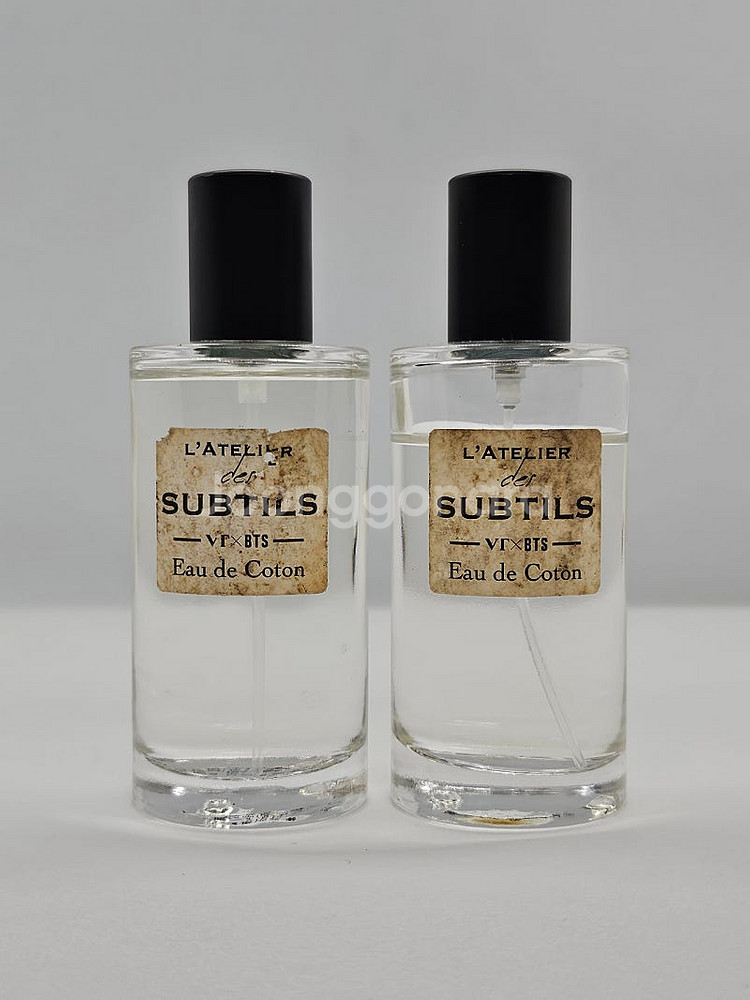 L'ATELIER
des
SUBTILS
VT×BTS
Eau de Coton
L'ATELIER
des
SUBTILS
VT×BTS
Eau de Coton